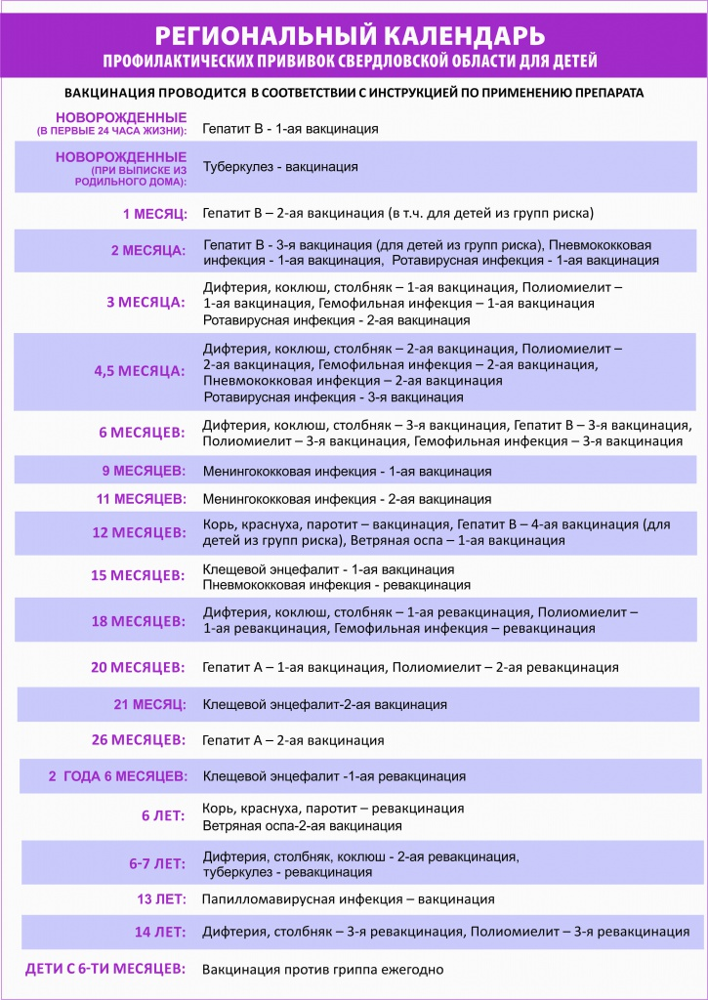 РЕГИОНАЛЬНЫЙ КАЛЕНДАРЬ
ПРОФИЛАКТИЧЕСКИХ ПРИВИВОК СВЕРДЛОВСКОЙ ОБЛАСТИ ДЛЯ ДЕТЕЙ
ВАКЦИНАЦИЯ ПРОВОДИТСЯ В СООТВЕТСТВИИ С ИНСТРУКЦИЕЙ ПО ПРИМЕНЕНИЮ ПРЕПАРАТА
НОВОРОЖДЕННЫЕ
(В ПЕРВЫЕ 24 ЧАСА ЖИЗНИ):
Гепатит В - 1-ая вакцинация
НОВОРОЖДЕННЫЕ
(ПРИ ВЫПИСКЕ ИЗ
РОДИЛЬНОГО ДОМА):
Туберкулез - вакцинация
1 МЕСЯЦ:
Гепатит В – 2-ая вакцинация (в т.ч. для детей из групп риска)
2 МЕСЯЦА:
Гепатит В - 3-я вакцинация (для детей из групп риска), Пневмококковая
инфекция - 1-ая вакцинация, Ротавирусная инфекция - 1-ая вакцинация
3 МЕСЯЦА:
Дифтерия, коклюш, столбняк – 1-ая вакцинация, Полиомиелит –
1-ая вакцинация, Гемофильная инфекция – 1-ая вакцинация
Ротавирусная инфекция - 2-ая вакцинация
4,5 МЕСЯЦА:
Дифтерия, коклюш, столбняк – 2-ая вакцинация, Полиомиелит –
2-ая вакцинация, Гемофильная инфекция – 2-ая вакцинация,
Пневмококковая инфекция – 2-ая вакцинация
Ротавирусная инфекция - 3-я вакцинация
6 МЕСЯЦЕВ:
Дифтерия, коклюш, столбняк – 3-я вакцинация, Гепатит В – 3-я вакцинация,
Полиомиелит – 3-я вакцинация, Гемофильная инфекция – 3-я вакцинация
9 МЕСЯЦЕВ:
Менингококковая инфекция - 1-ая вакцинация
11 МЕСЯЦЕВ:
Менингококковая инфекция - 2-ая вакцинация
12 МЕСЯЦЕВ:
Корь, краснуха, паротит – вакцинация, Гепатит В – 4-ая вакцинация (для
детей из групп риска), Ветряная оспа – 1-ая вакцинация
15 МЕСЯЦЕВ:
Клещевой энцефалит - 1-ая вакцинация
Пневмококковая инфекция - ревакцинация
18 МЕСЯЦЕВ:
Дифтерия, коклюш, столбняк – 1-ая ревакцинация, Полиомиелит –
1-ая ревакцинация, Гемофильная инфекция – ревакцинация
20 МЕСЯЦЕВ:
Гепатит А – 1-ая вакцинация, Полиомиелит – 2-ая ревакцинация
21 МЕСЯЦ:
Клещевой энцефалит-2-ая вакцинация
26 МЕСЯЦЕВ:
Гепатит А – 2-ая вакцинация
2 ГОДА 6 МЕСЯЦЕВ:
Клещевой энцефалит -1-ая ревакцинация
6 ЛЕТ:
Корь, краснуха, паротит – ревакцинация
Ветряная оспа-2-ая вакцинация
6-7 ЛЕТ:
Дифтерия, столбняк, коклюш - 2-ая ревакцинация,
туберкулез - ревакцинация
13 ЛЕТ:
Папилломавирусная инфекция – вакцинация
14 ЛЕТ:
Дифтерия, столбняк – 3-я ревакцинация, Полиомиелит – 3-я ревакцинация
ДЕТИ С 6-ТИ МЕСЯЦЕВ:
Вакцинация против гриппа ежегодно